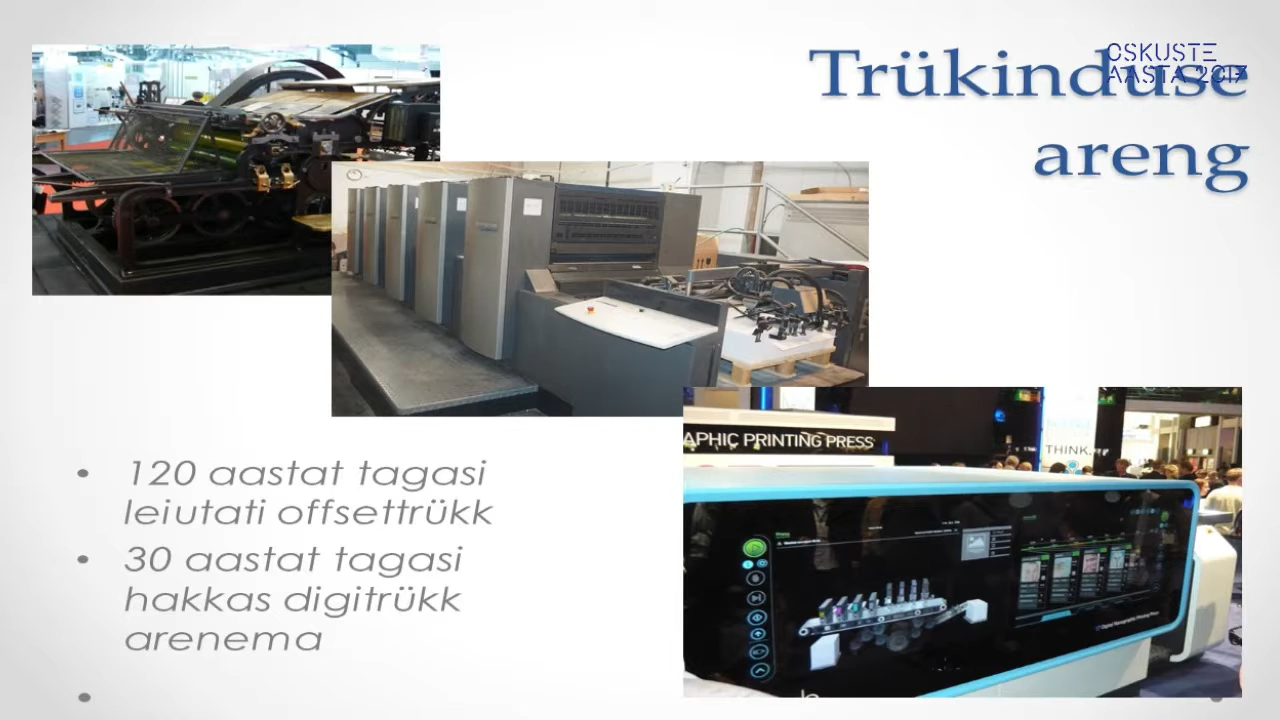 Trükinduse
areng
OSKUSTE
AASTA 2017
APHIC PRINTING PRESS
THINK.
• 120 aastat tagasi
leiutati offsettrükk
• 30 aastat tagasi
hakkas digitrükk
arenema
•